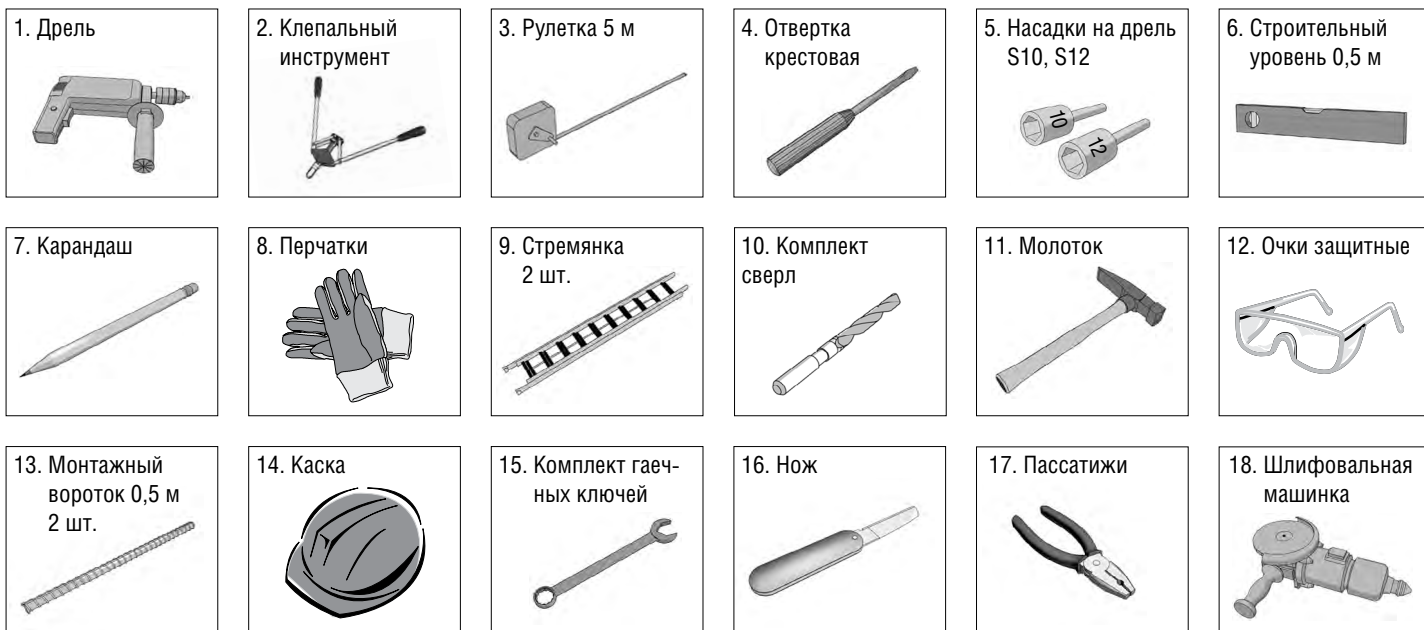 1. Дрель
2. Клепальный
инструмент
3. Рулетка 5 м
4. Отвертка
крестовая
5. Насадки на дрель
S10, S12
10
12
6. Строительный
уровень 0,5 м
7. Карандаш
8. Перчатки
9. Стремянка
2 шт.
10. Комплект
сверл
11. Молоток
12. Очки защитные
13. Монтажный
вороток 0,5 м
2 шт.
14. Каска
15. Комплект гаеч-
ных ключей
16. Нож
17. Пассатижи
18. Шлифовальная
машинка